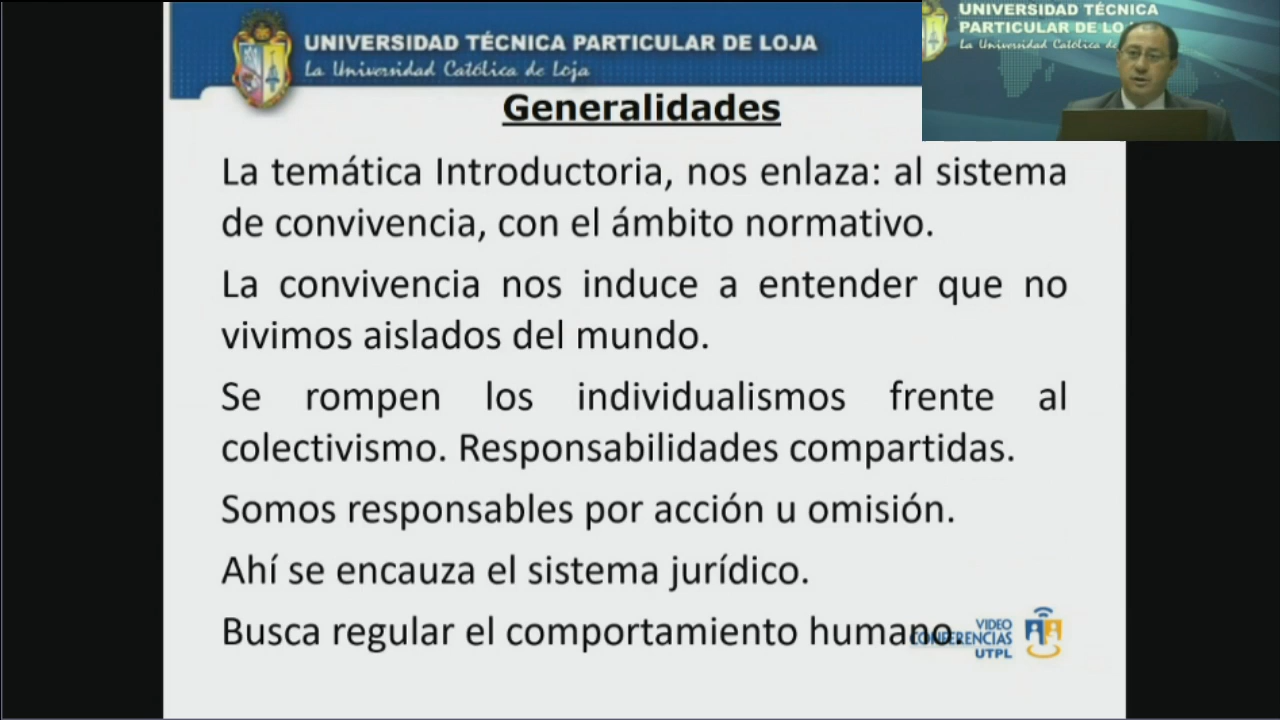 UNIVERSIDAD TÉCNICA PARTICULAR DE LOJA
La Universidad Católica de Loja
UNIVERSIDAD TÉCNICA
PARTICULAR DE LO
La Universidad Católica de
Generalidades
La temática Introductoria, nos enlaza: al sistema
de convivencia, con el ámbito normativo.
La convivencia nos induce a entender que no
vivimos aislados del mundo.
Se rompen los individualismos frente al
colectivismo. Responsabilidades compartidas.
Somos responsables por acción u omisión.
Ahí se encauza el sistema jurídico.
Busca regular el comportamiento humano.
VIDEO
CONFERENCIAS
UTPL